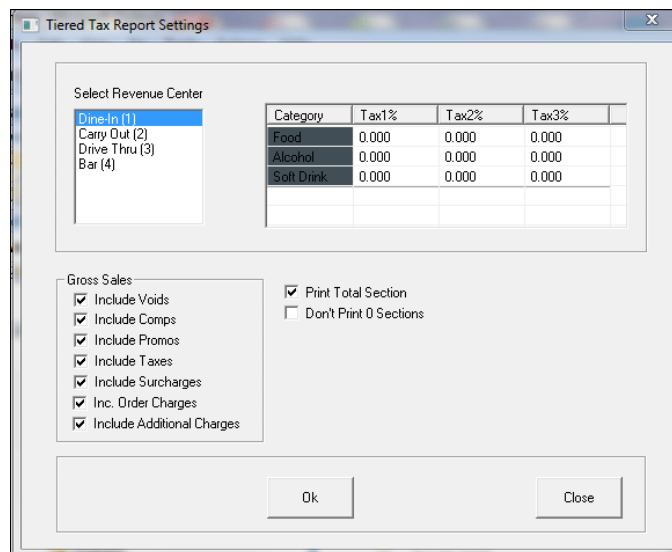 Tiered Tax Report Settings
Select Revenue Center
Dine-In (1)
Carry Out (2)
Drive Thru (3)
Bar (4)
Category Tax1% Tax2% Tax3%
Food 0.000 0.000 0.000
Alcohol 0.000 0.000 0.000
Soft Drink 0.000 0.000 0.000
Gross Sales
Include Voids
Include Comps
Include Promos
Include Taxes
Include Surcharges
Inc. Order Charges
Include Additional Charges
Print Total Section
Don't Print 0 Sections
Ok
Close